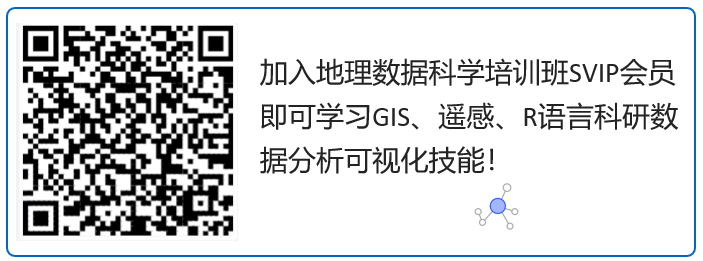 加入地理数据科学培训班SVIP会员
即可学习GIS、遥感、R语言科研数
据分析可视化技能！